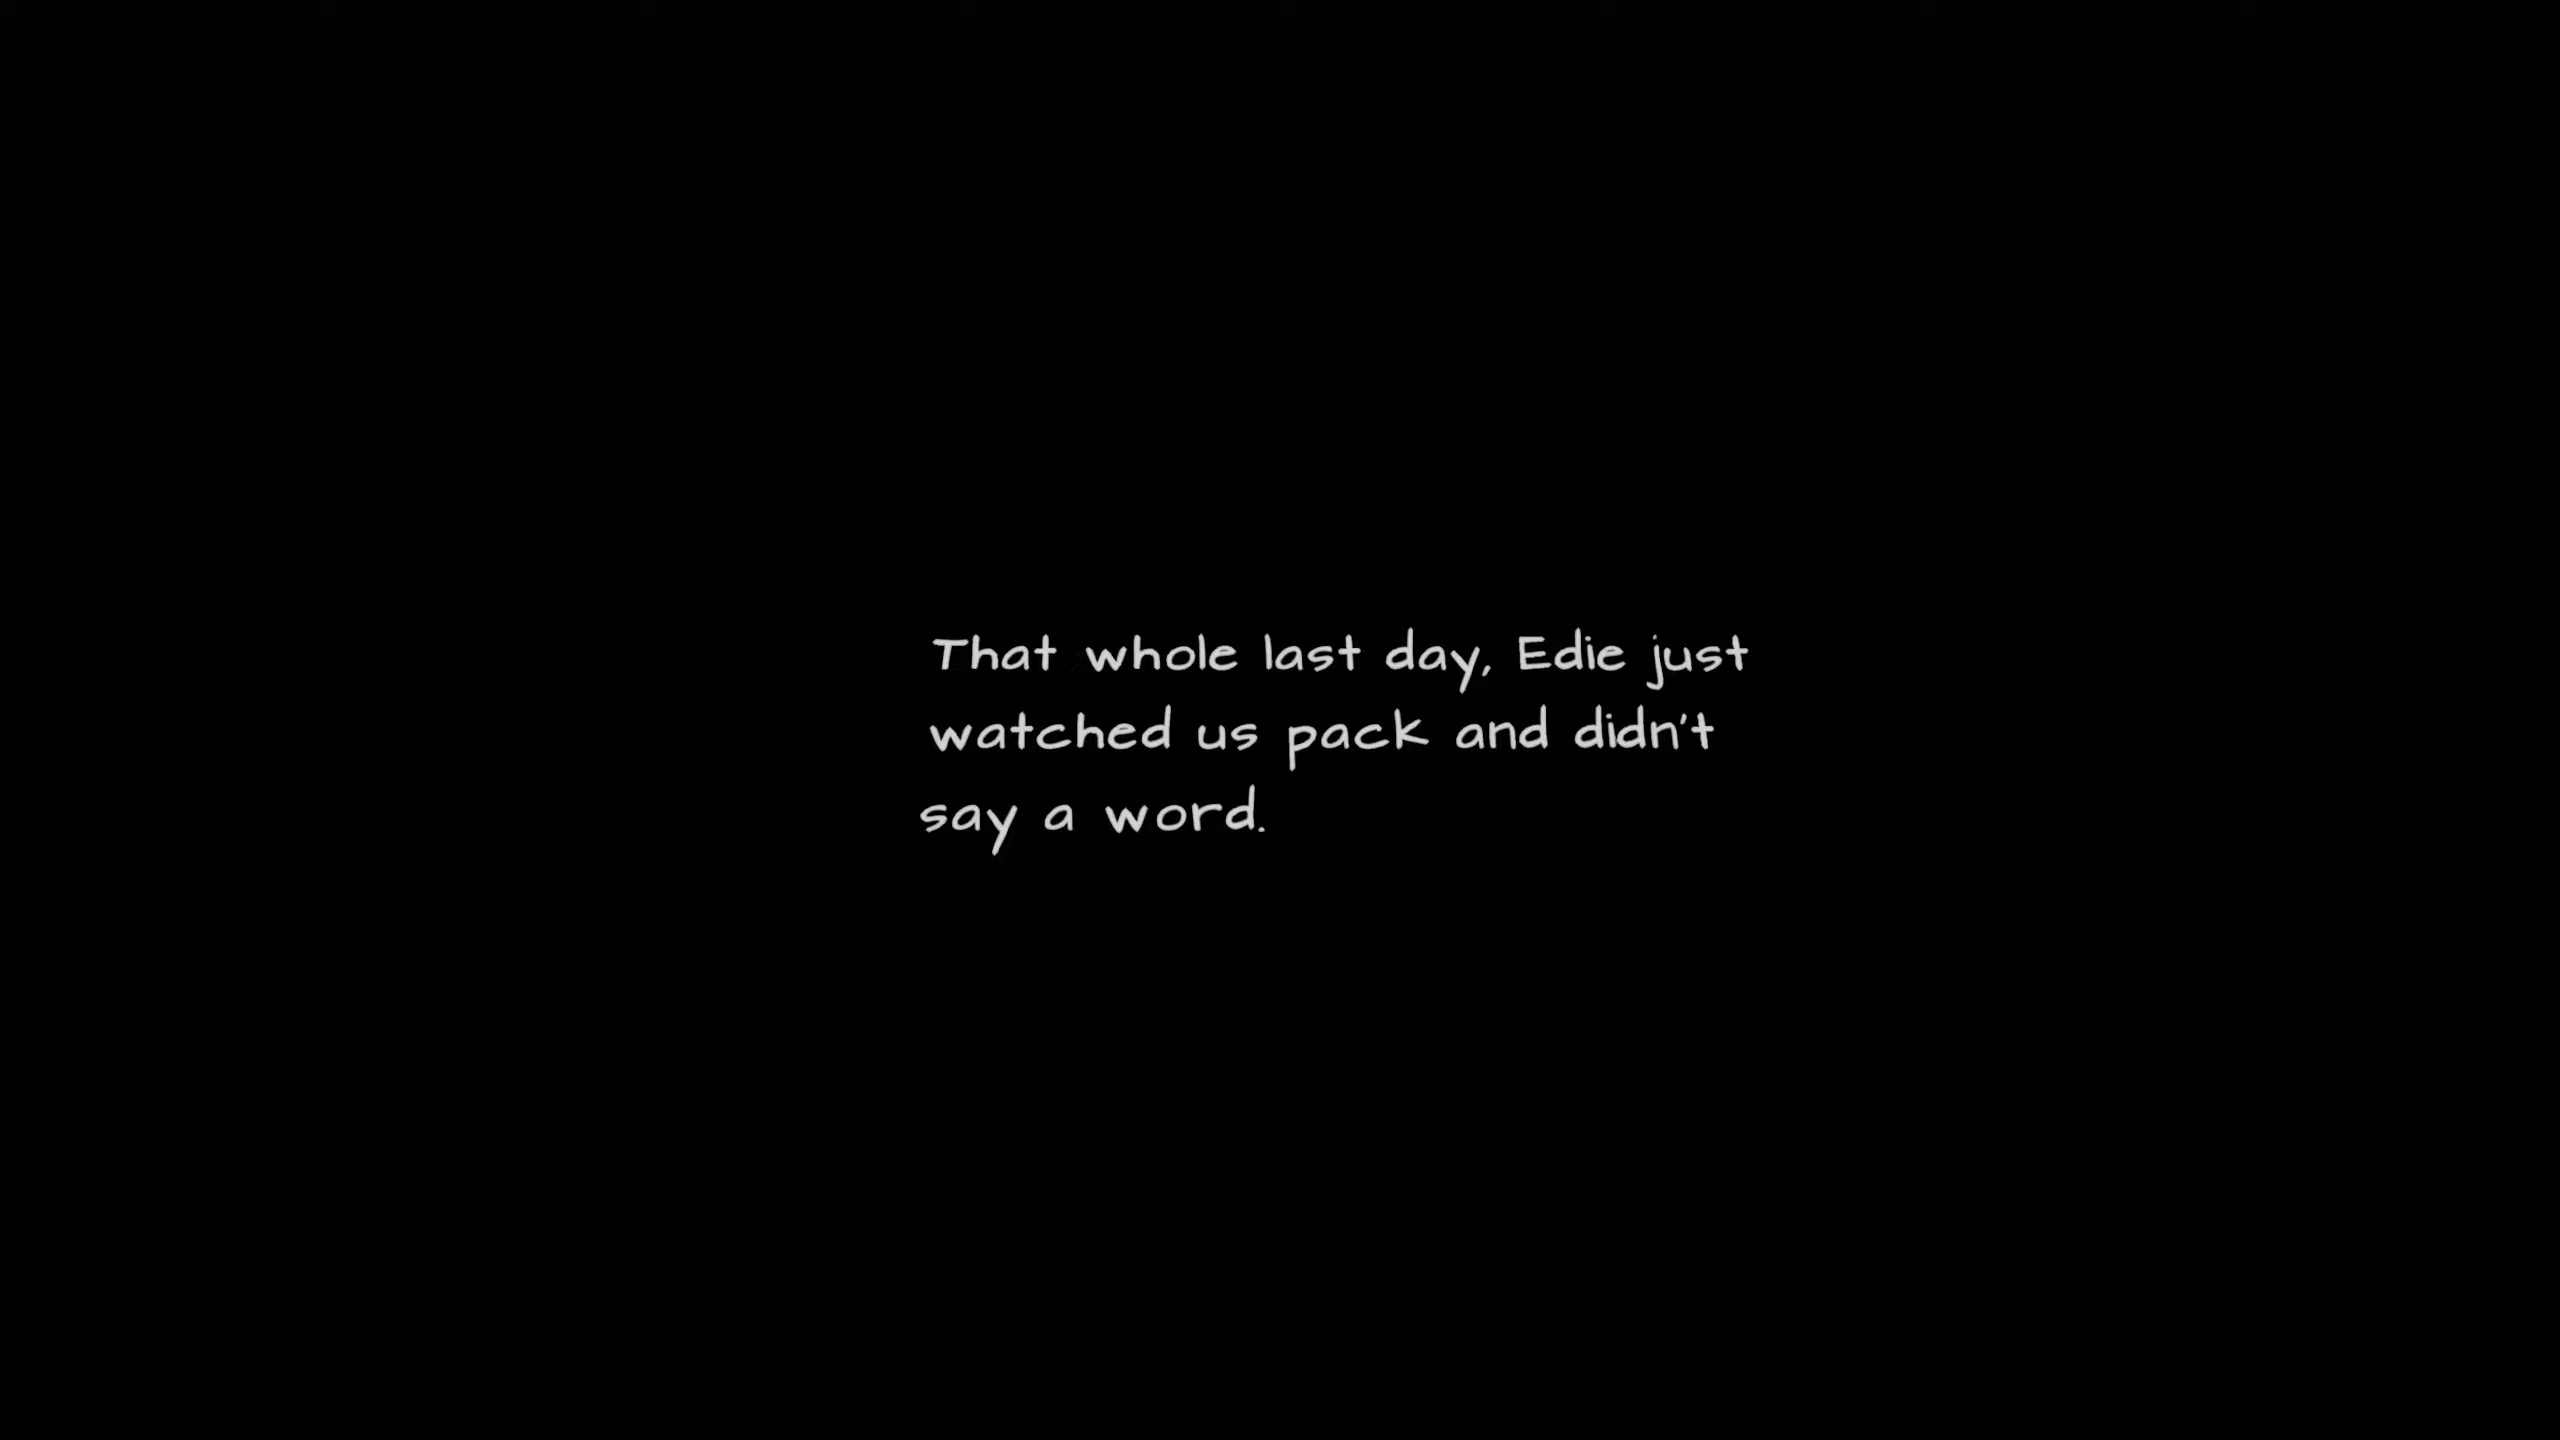 That whole last day, Edie just
watched us pack and didn't
say a word.